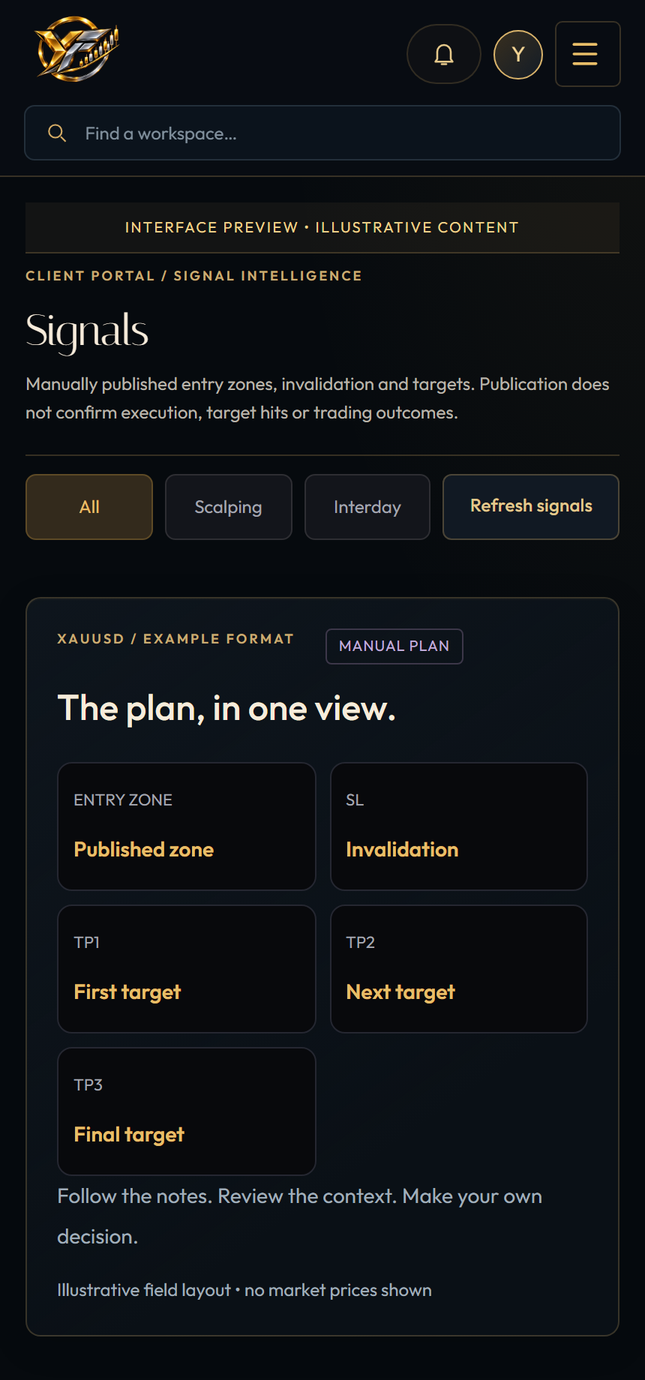 YF
Y
Find a workspace...
INTERFACE PREVIEW • ILLUSTRATIVE CONTENT
CLIENT PORTAL / SIGNAL INTELLIGENCE
Signals
Manually published entry zones, invalidation and targets. Publication does
not confirm execution, target hits or trading outcomes.
All
Scalping
Interday
Refresh signals
XAUUSD / EXAMPLE FORMAT
MANUAL PLAN
The plan, in one view.
ENTRY ZONE
Published zone
SL
Invalidation
TP1
First target
TP2
Next target
TP3
Final target
Follow the notes. Review the context. Make your own
decision.
Illustrative field layout • no market prices shown